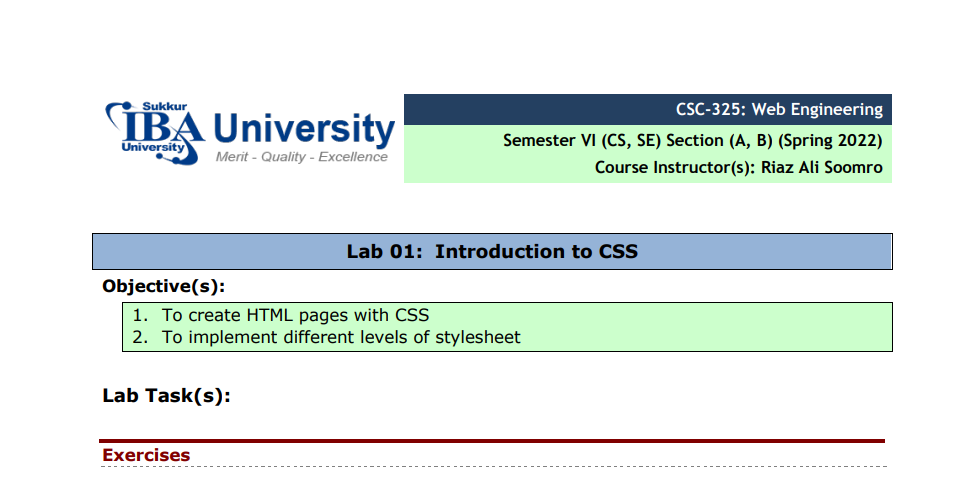 Sukkur
IBA
University
University
Merit - Quality - Excellence
CSC-325: Web Engineering
Semester VI (CS, SE) Section (A, B) (Spring 2022)
Course Instructor(s): Riaz Ali Soomro
Lab 01: Introduction to CSS
Objective(s):
1. To create HTML pages with CSS
2. To implement different levels of stylesheet
Lab Task(s):
Exercises